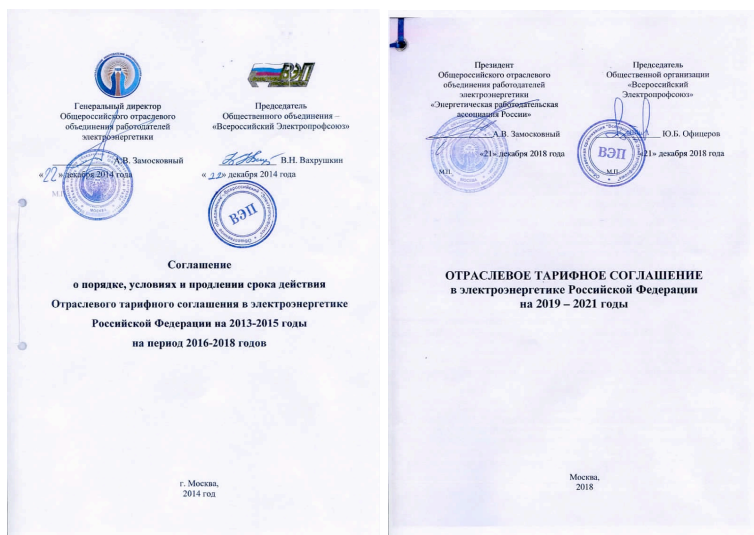 ВЭП
Генеральный директор
Общероссийского отраслевого
объединения работодателей
электроэнергетики
А.В. Замосковный
«22» декабря 2014 года
М.П.
Председатель
Общественного объединения –
«Всероссийский Электропрофсоюз»
В.Н. Вахрушкин
«22» декабря 2014 года
ВЭП
Соглашение
о порядке, условиях и продлении срока действия
Отраслевого тарифного соглашения в электроэнергетике
Российской Федерации на 2013-2015 годы
на период 2016-2018 годов
г. Москва,
2014 год
Президент
Общероссийского отраслевого
объединения работодателей
электроэнергетики
«Энергетическая работодательская
ассоциация России»
А.В. Замосковный
«21» декабря 2018 года
М.П.
Председатель
Общественной организации
«Всероссийский
Электропрофсоюз»
Ю.Б. Офицеров
«21» декабря 2018 года
ВЭП
М.П.
ОТРАСЛЕВОЕ ТАРИФНОЕ СОГЛАШЕНИЕ
в электроэнергетике Российской Федерации
на 2019 – 2021 годы
Москва,
2018